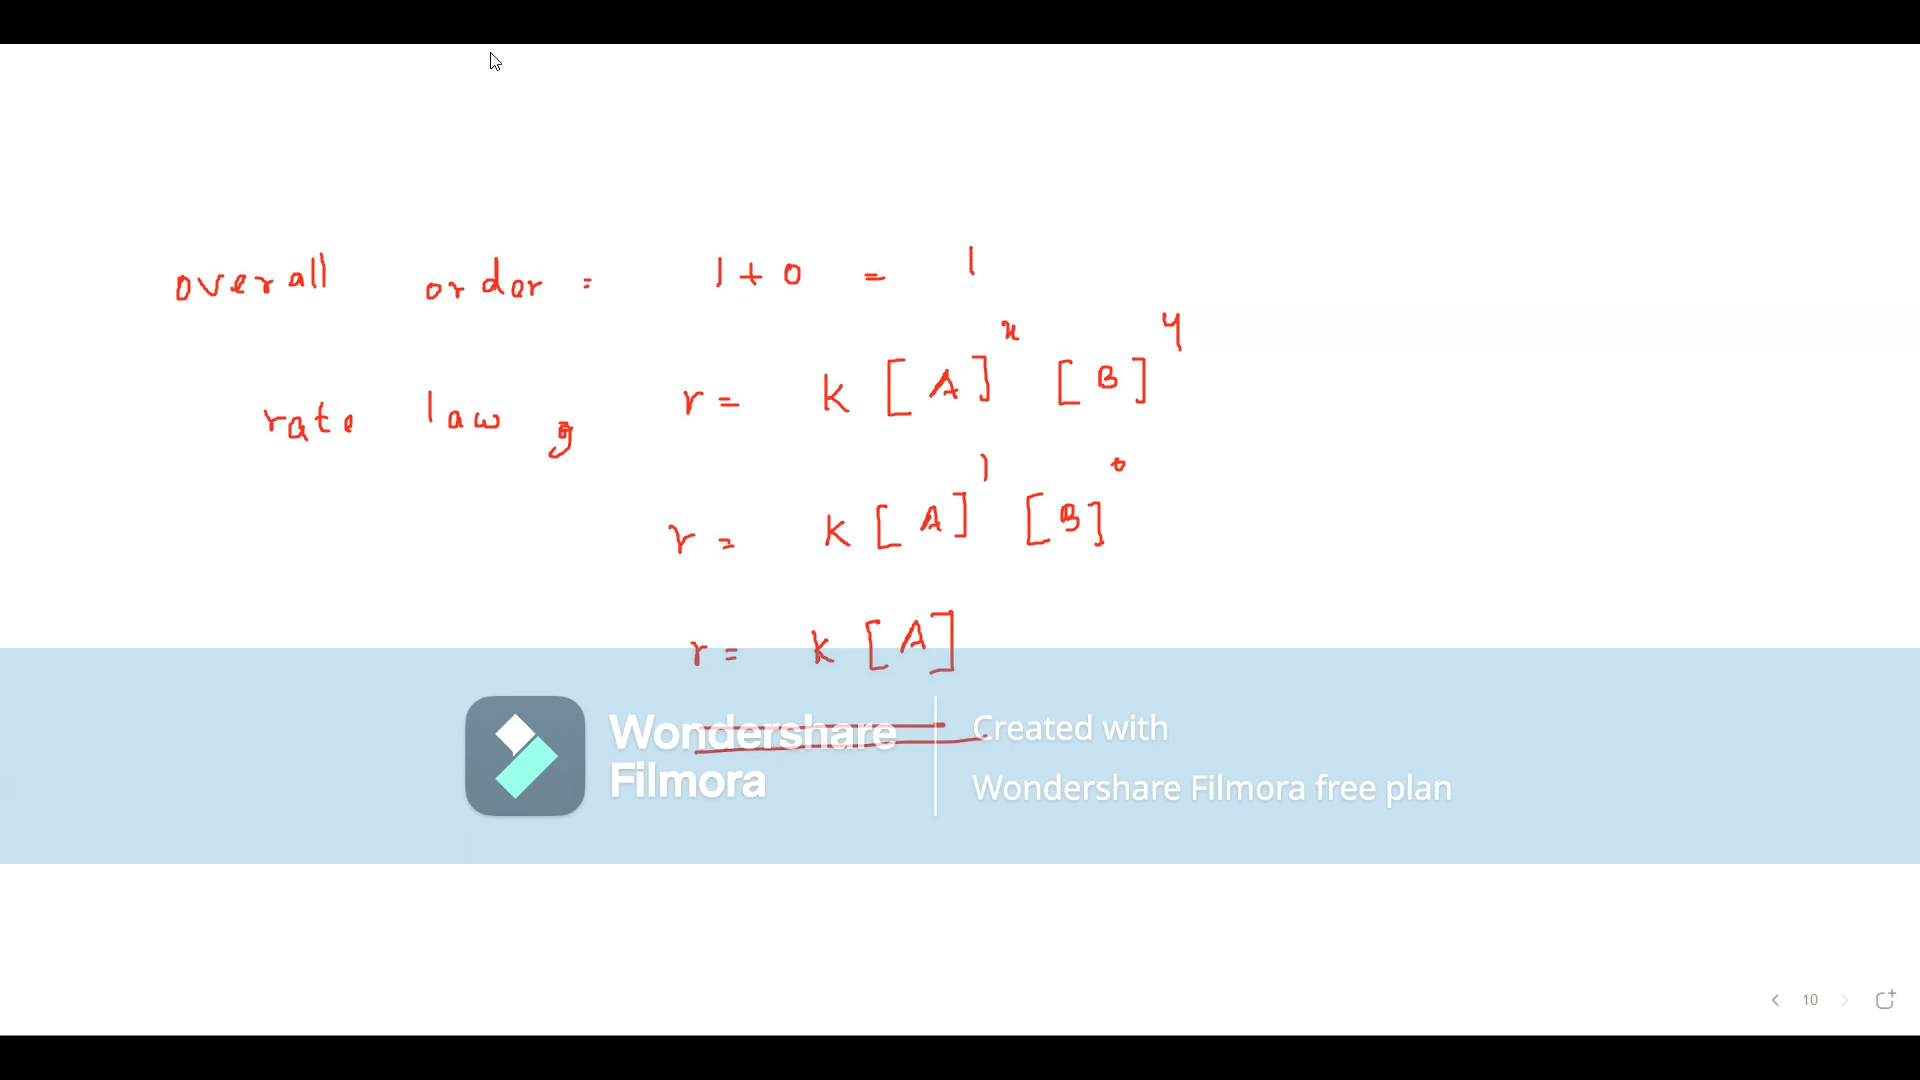 overall order = 1 + 0 = 1
r = k [A]^x [B]^y
rate law
r = k [A]^1 [B]^0
r = k [A]
Wondershare Filmora
Created with
Wondershare Filmora free plan
10